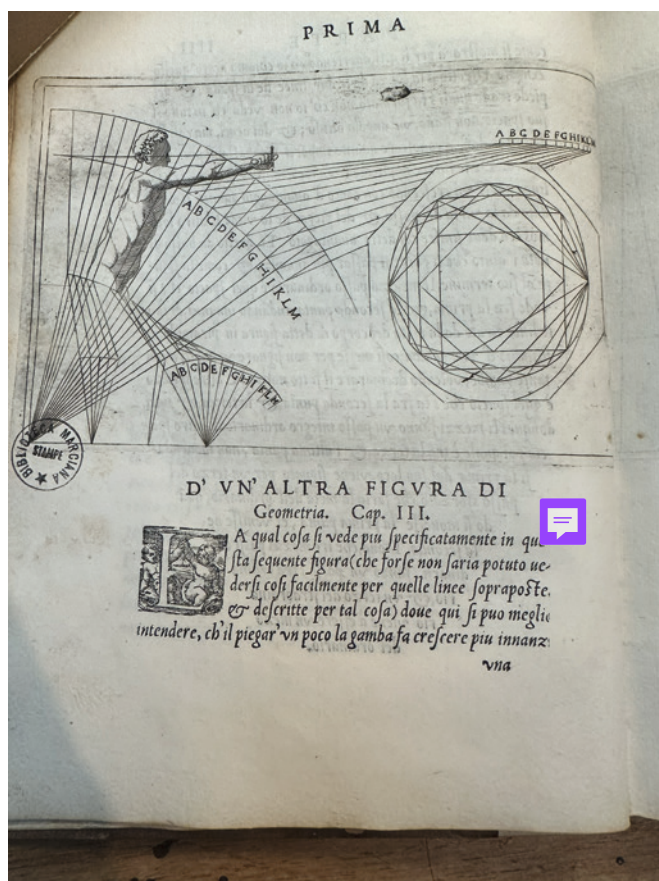 PRIMA
A B C D E F G H I K L M
A B C D E F G H I K L M
A B C D E F G H I K L M
BIBLIOTECA MARCIANA
STAMPE
D' VN' ALTRA FIGVRA DI
Geometria. Cap. III.
LA qual cosa si vede piu specificatamente in que
sta sequente figura (che forse non saria potuto ue-
dersi cosi facilmente per quelle linee sopraposte,
& descritte per tal cosa) doue qui si puo meglio
intendere, ch'il piegar' vn poco la gamba fa crescere piu innanzi
vna